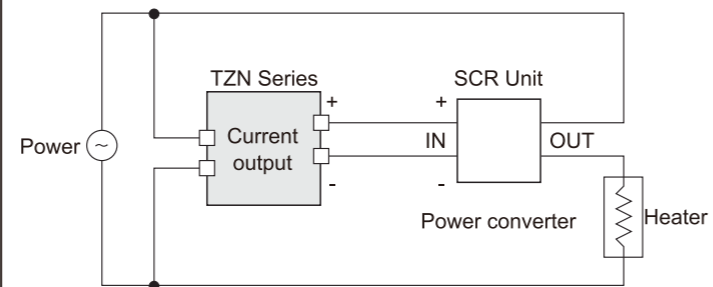 TZN Series
SCR Unit
+
+
Power
~
Current
output
IN
OUT
-
-
Power converter
Heater